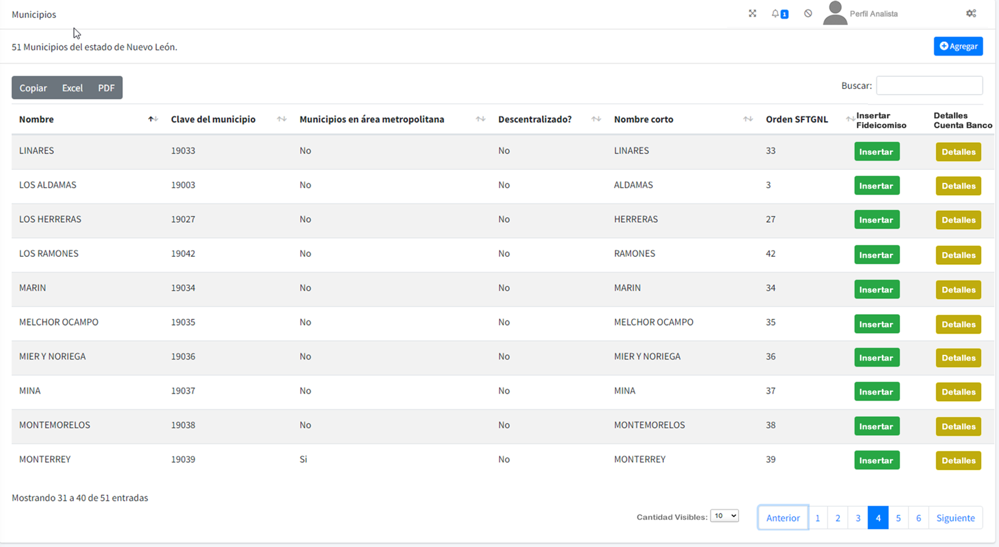 Municipios
1
Perfil Analista
51 Municipios del estado de Nuevo León.
Agregar
Copiar Excel PDF
Buscar:
Nombre Clave del municipio Municipios en área metropolitana Descentralizado? Nombre corto Orden SFTGNL Insertar Fideicomiso Detalles Cuenta Banco
LINARES 19033 No No LINARES 33 Insertar Detalles
LOS ALDAMAS 19003 No No ALDAMAS 3 Insertar Detalles
LOS HERRERAS 19027 No No HERRERAS 27 Insertar Detalles
LOS RAMONES 19042 No No RAMONES 42 Insertar Detalles
MARIN 19034 No No MARIN 34 Insertar Detalles
MELCHOR OCAMPO 19035 No No MELCHOR OCAMPO 35 Insertar Detalles
MIER Y NORIEGA 19036 No No MIER Y NORIEGA 36 Insertar Detalles
MINA 19037 No No MINA 37 Insertar Detalles
MONTEMORELOS 19038 No No MONTEMORELOS 38 Insertar Detalles
MONTERREY 19039 Si No MONTERREY 39 Insertar Detalles
Mostrando 31 a 40 de 51 entradas
Cantidad Visibles: 10 Anterior 1 2 3 4 5 6 Siguiente